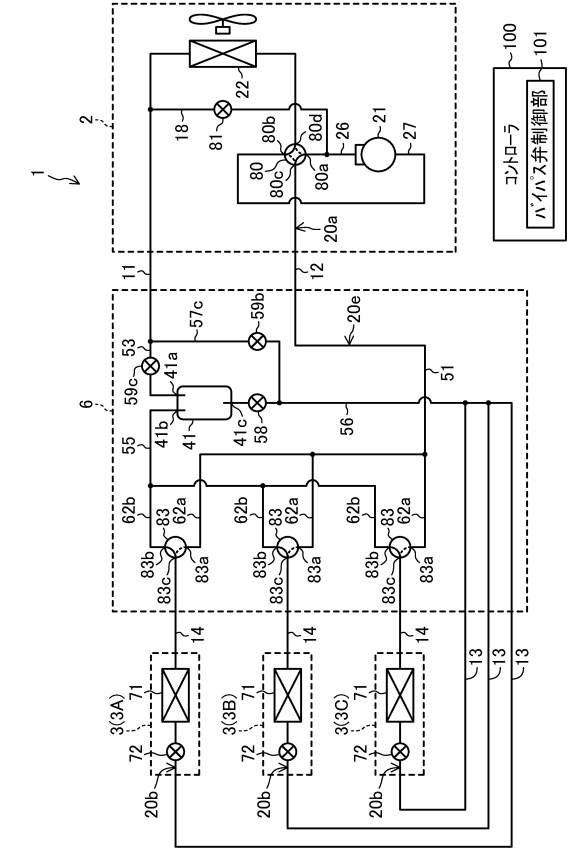 1
6
2
3(3A)
71
72
20b
14
62b
83
62a
83b
83c
83a
55
41b
41
41c
41a
59c
53
57c
59b
58
56
11
18
81
22
80b
80
80c
80d
80a
26
21
27
20a
12
20e
51
3(3B)
71
72
20b
14
62b
83
62a
83b
83c
83a
3(3C)
71
72
20b
14
62b
83
62a
83b
83c
83a
13
13
13
コントローラ
100
バイパス弁制御部
101